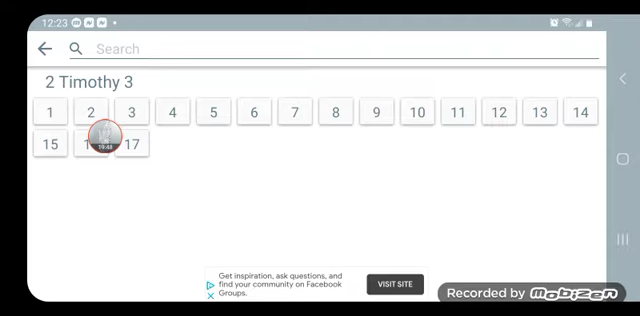 12:23
Search
2 Timothy 3
1 2 3 4 5 6 7 8 9 10 11 12 13 14
15 17
19:48
Get inspiration, ask questions, and
find your community on Facebook
Groups.
VISIT SITE
Recorded by MOBIZEN